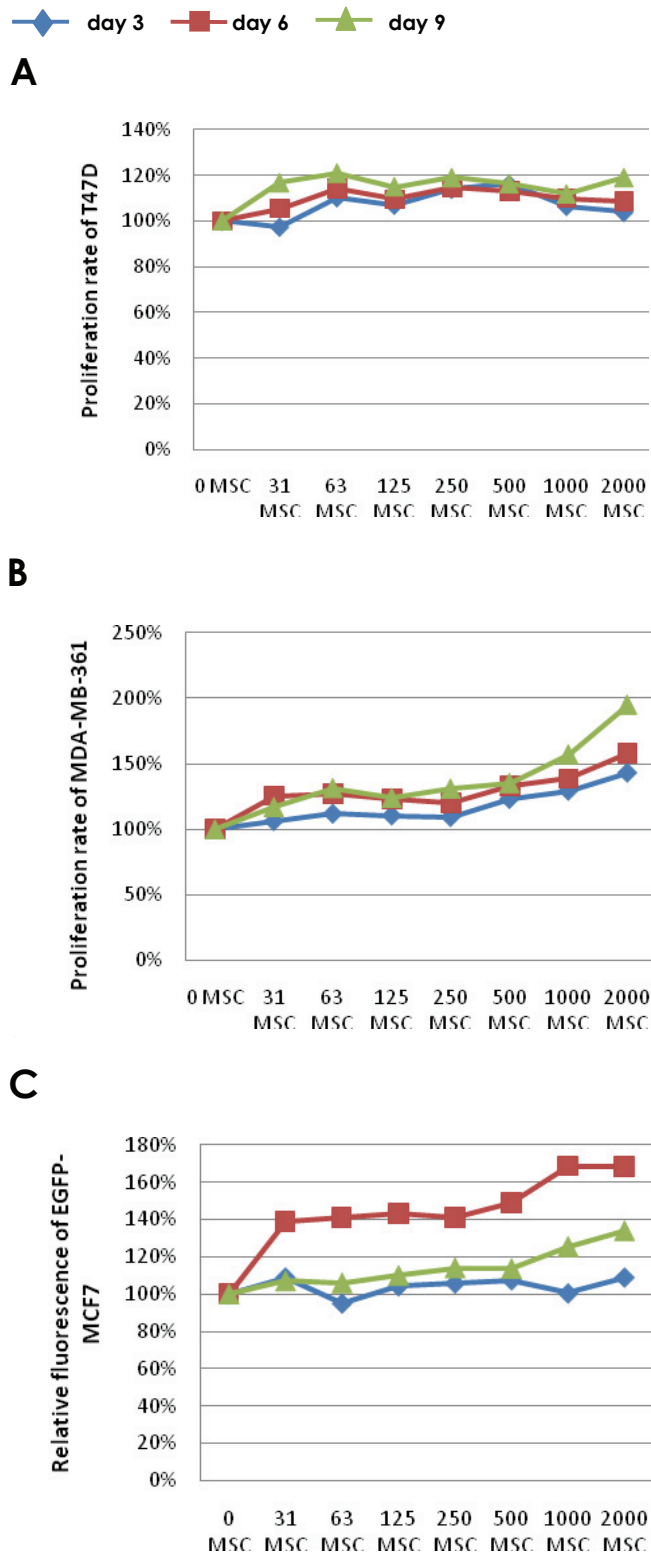 day 3 day 6 day 9
A
Proliferation rate of T47D
140%
120%
100%
80%
60%
40%
20%
0%
0 MSC 31 63 125 250 500 1000 2000
MSC MSC MSC MSC MSC MSC MSC
B
Proliferation rate of MDA-MB-361
250%
200%
150%
100%
50%
0%
0 MSC 31 63 125 250 500 1000 2000
MSC MSC MSC MSC MSC MSC MSC
C
Relative fluorescence of EGFP-
MCF7
180%
160%
140%
120%
100%
80%
60%
40%
20%
0%
0 31 63 125 250 500 1000 2000
MSC MSC MSC MSC MSC MSC MSC MSC